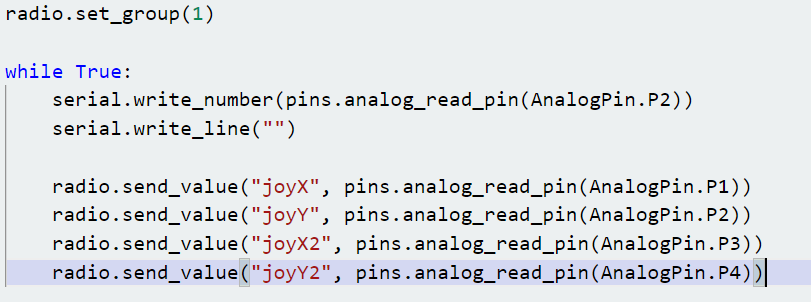 radio.set_group(1)
while True:
    serial.write_number(pins.analog_read_pin(AnalogPin.P2))
    serial.write_line("")
    radio.send_value("joyX", pins.analog_read_pin(AnalogPin.P1))
    radio.send_value("joyY", pins.analog_read_pin(AnalogPin.P2))
    radio.send_value("joyX2", pins.analog_read_pin(AnalogPin.P3))
    radio.send_value("joyY2", pins.analog_read_pin(AnalogPin.P4))